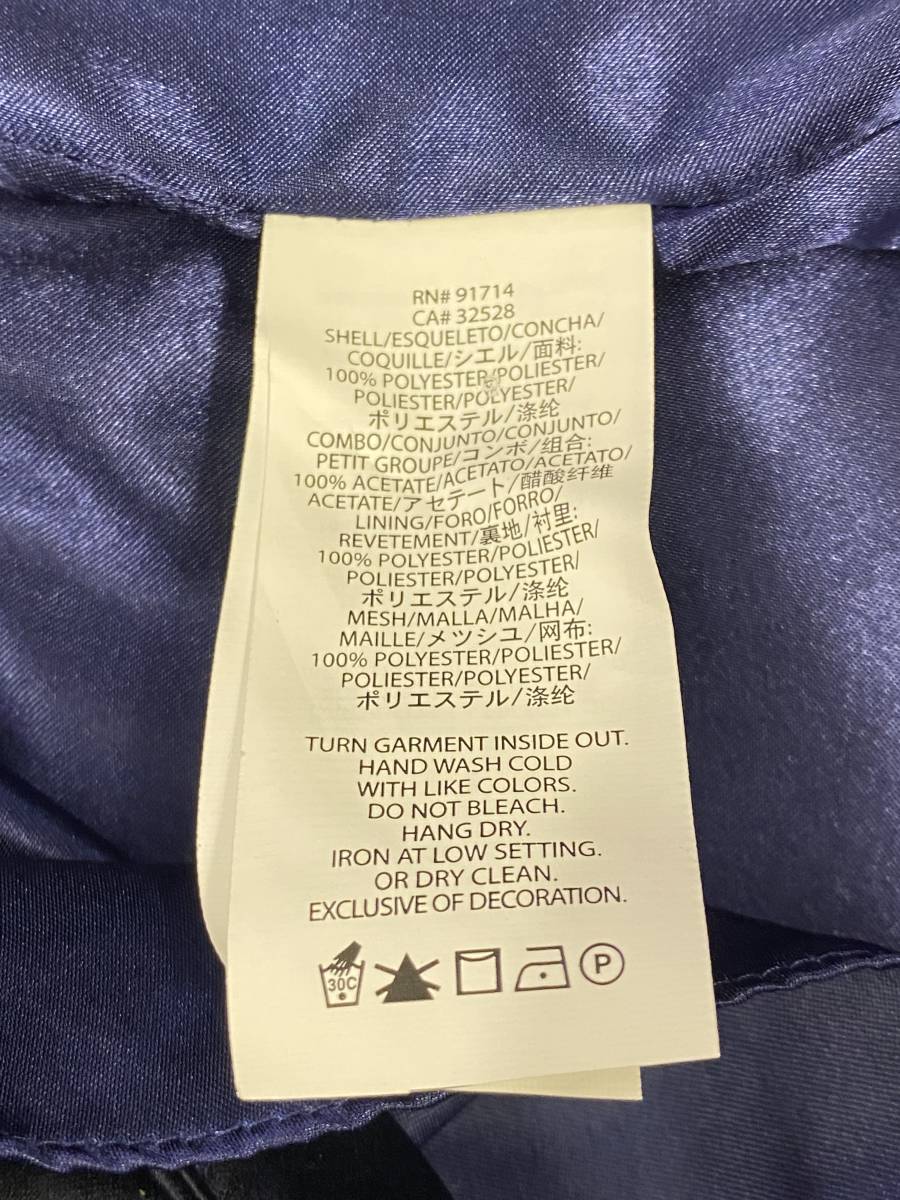 RN# 91714
CA# 32528
SHELL/ESQUELETO/CONCHA/
COQUILLE/シエル/面料:
100% POLYESTER/POLIESTER/
POLIESTER/POLYESTER/
ポリエステル/涤纶
COMBO/CONJUNTO/CONJUNTO/
PETIT GROUPE/コンボ/组合:
100% ACETATE/ACETATO/ACETATO/
ACETATE/アセテート/醋酸纤维
LINING/FORO/FORRO/
REVETEMENT/裏地/衬里:
100% POLYESTER/POLIESTER/
POLIESTER/POLYESTER/
ポリエステル/涤纶
MESH/MALLA/MALHA/
MAILLE/メツシユ/网布:
100% POLYESTER/POLIESTER/
POLIESTER/POLYESTER/
ポリエステル/涤纶
TURN GARMENT INSIDE OUT.
HAND WASH COLD
WITH LIKE COLORS.
DO NOT BLEACH.
HANG DRY.
IRON AT LOW SETTING.
OR DRY CLEAN.
EXCLUSIVE OF DECORATION.
30C P